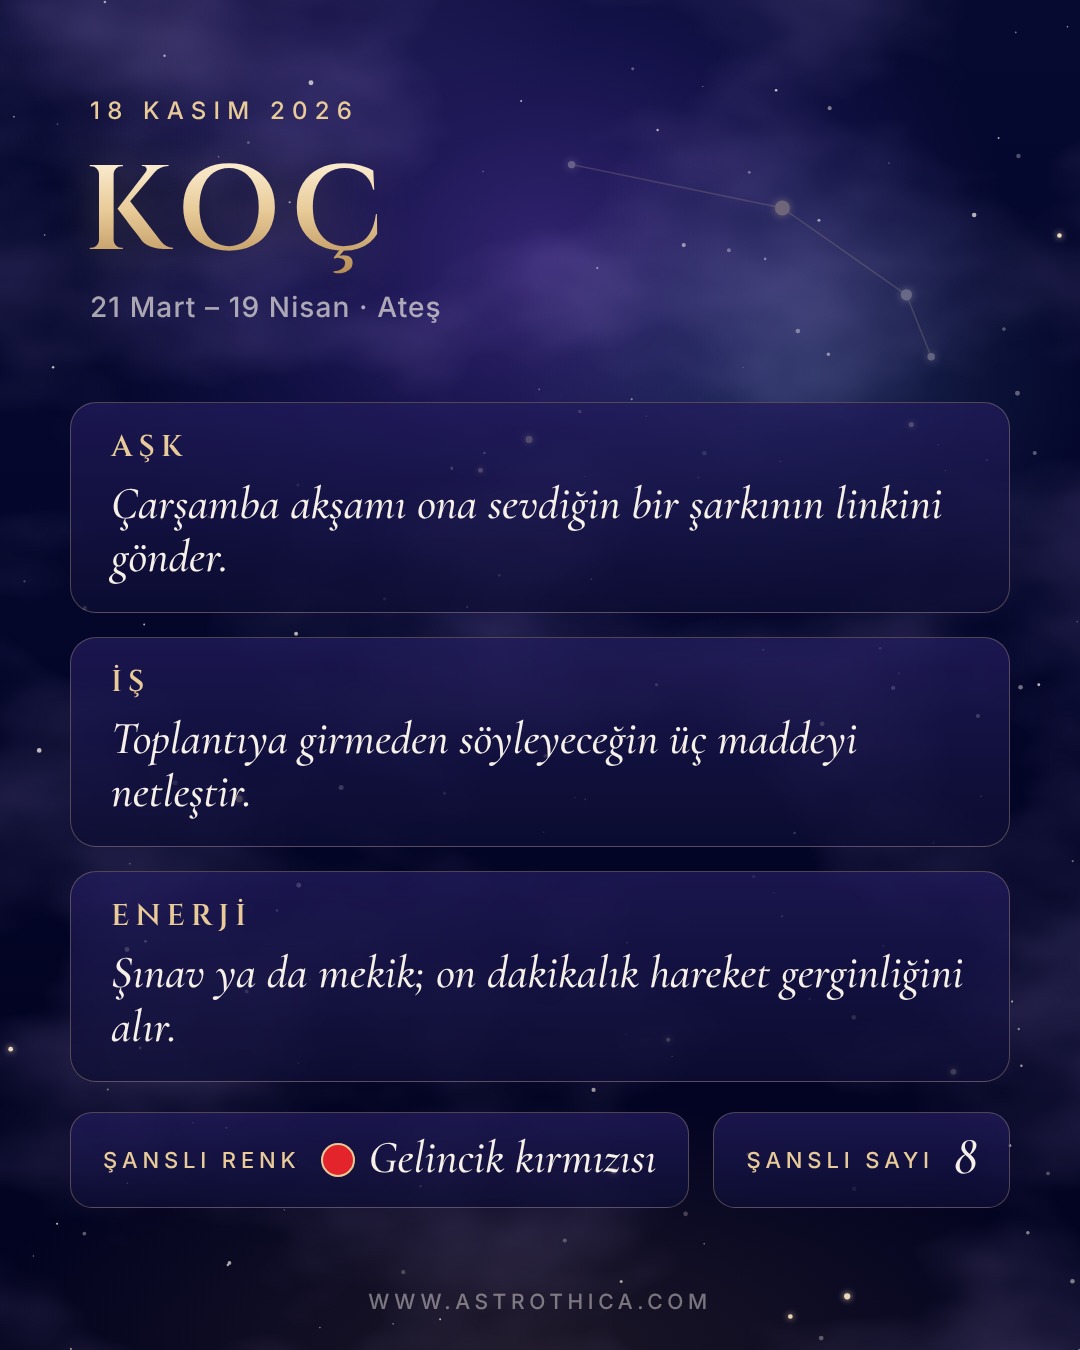 18 KASIM 2026
KOÇ
21 Mart – 19 Nisan · Ateş
AŞK
Çarşamba akşamı ona sevdiğin bir şarkının linkini
gönder.
İŞ
Toplantıya girmeden söyleyeceğin üç maddeyi
netleştir.
ENERJİ
Şınav ya da mekik; on dakikalık hareket gerginliğini
alır.
ŞANSLI RENK Gelincik kırmızısı
ŞANSLI SAYI 8
WWW.ASTROTHICA.COM